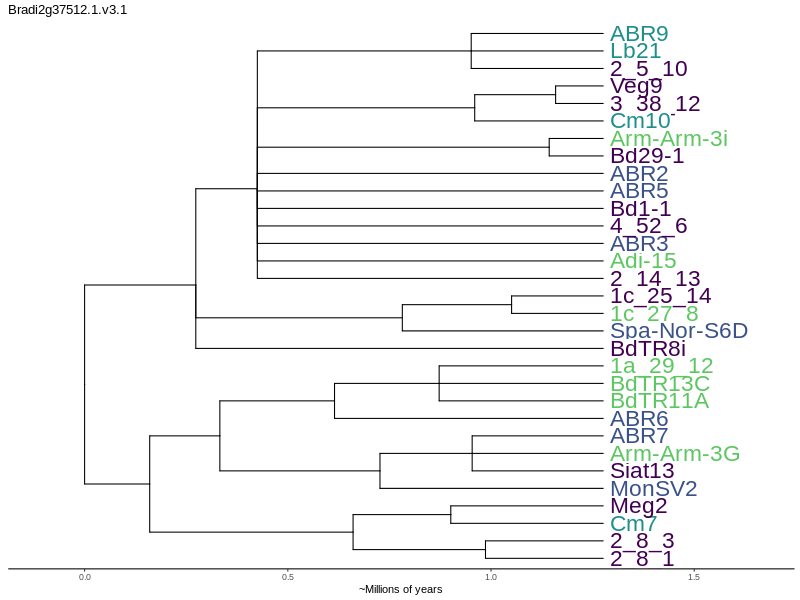 Bradi2g37512.1.v3.1
ABR9
Lb21
2_5_10
Veg9
3_38_12
Cm10
Arm-Arm-3i
Bd29-1
ABR2
ABR5
Bd1-1
4_52_6
ABR3
Adi-15
2_14_13
1c_25_14
1c_27_8
Spa-Nor-S6D
BdTR8i
1a_29_12
BdTR13C
BdTR11A
ABR6
ABR7
Arm-Arm-3G
Siat13
MonSV2
Meg2
Cm7
2_8_3
2_8_1
0.0 0.5 1.0 1.5
~Millions of years